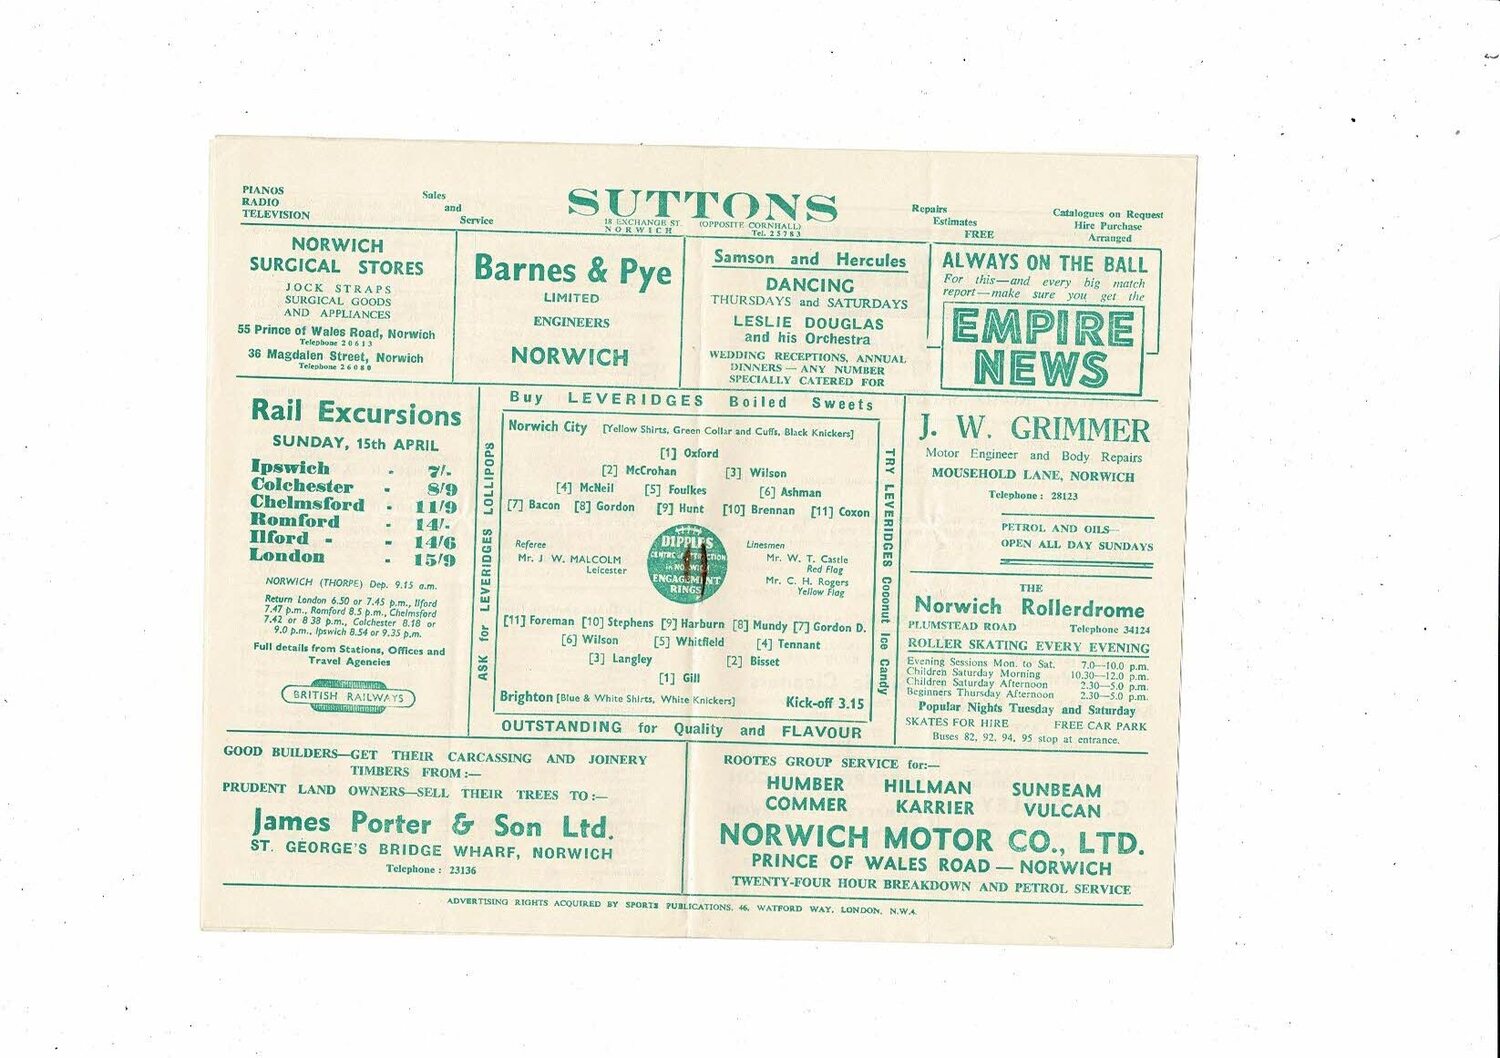 PIANOS
RADIO
TELEVISION
Sales
and
Service
SUTTONS
18 EXCHANGE ST. (OPPOSITE CORNHALL)
NORWICH Tel. 25783
Repairs
Estimates
FREE
Catalogues on Request
Hire Purchase
Arranged
NORWICH
SURGICAL STORES
JOCK STRAPS
SURGICAL GOODS
AND APPLIANCES
55 Prince of Wales Road, Norwich
Telephone 20613
36 Magdalen Street, Norwich
Telephone 26080
Barnes & Pye
LIMITED
ENGINEERS
NORWICH
Samson and Hercules
DANCING
THURSDAYS and SATURDAYS
LESLIE DOUGLAS
and his Orchestra
WEDDING RECEPTIONS, ANNUAL
DINNERS — ANY NUMBER
SPECIALLY CATERED FOR
ALWAYS ON THE BALL
For this—and every big match
report—make sure you get the
EMPIRE
NEWS
Rail Excursions
SUNDAY, 15th APRIL
Ipswich - 7/-
Colchester - 8/9
Chelmsford - 11/9
Romford - 14/-
Ilford - - 14/6
London - 15/9
NORWICH (THORPE) Dep. 9.15 a.m.
Return London 6.50 or 7.45 p.m., Ilford
7.47 p.m., Romford 8.5 p.m., Chelmsford
7.42 or 8 38 p.m., Colchester 8.18 or
9.0 p.m., Ipswich 8.54 or 9.35 p.m.
Full details from Stations, Offices and
Travel Agencies
BRITISH RAILWAYS
Buy LEVERIDGES Boiled Sweets
ASK for LEVERIDGES LOLLIPOPS
Norwich City [Yellow Shirts, Green Collar and Cuffs, Black Knickers]
[1] Oxford
[2] McCrohan [3] Wilson
[4] McNeil [5] Foulkes [6] Ashman
[7] Bacon [8] Gordon [9] Hunt [10] Brennan [11] Coxon
Referee
Mr. J. W. MALCOLM
Leicester
DIPPLES
ENGAGEMENT
RINGS
Linesmen
Mr. W. T. Castle
Red Flag
Mr. C. H. Rogers
Yellow Flag
[11] Foreman [10] Stephens [9] Harburn [8] Mundy [7] Gordon D.
[6] Wilson [5] Whitfield [4] Tennant
[3] Langley [2] Bisset
[1] Gill
Brighton [Blue & White Shirts, White Knickers] Kick-off 3.15
TRY LEVERIDGES Coconut Ice Candy
OUTSTANDING for Quality and FLAVOUR
J. W. GRIMMER
Motor Engineer and Body Repairs
MOUSEHOLD LANE, NORWICH
Telephone : 28123
PETROL AND OILS—
OPEN ALL DAY SUNDAYS
THE
Norwich Rollerdrome
PLUMSTEAD ROAD Telephone 34124
ROLLER SKATING EVERY EVENING
Evening Sessions Mon. to Sat. 7.0—10.0 p.m.
Children Saturday Morning 10.30—12.0 p.m.
Children Saturday Afternoon 2.30—5.0 p.m.
Beginners Thursday Afternoon 2.30—5.0 p.m.
Popular Nights Tuesday and Saturday
SKATES FOR HIRE FREE CAR PARK
Buses 82, 92, 94, 95 stop at entrance.
GOOD BUILDERS—GET THEIR CARCASSING AND JOINERY
TIMBERS FROM:—
PRUDENT LAND OWNERS—SELL THEIR TREES TO:—
James Porter & Son Ltd.
ST. GEORGE'S BRIDGE WHARF, NORWICH
Telephone : 23136
ROOTES GROUP SERVICE for:—
HUMBER HILLMAN SUNBEAM
COMMER KARRIER VULCAN
NORWICH MOTOR CO., LTD.
PRINCE OF WALES ROAD — NORWICH
TWENTY-FOUR HOUR BREAKDOWN AND PETROL SERVICE
ADVERTISING RIGHTS ACQUIRED BY SPORTS PUBLICATIONS, 46, WATFORD WAY, LONDON, N.W.4.